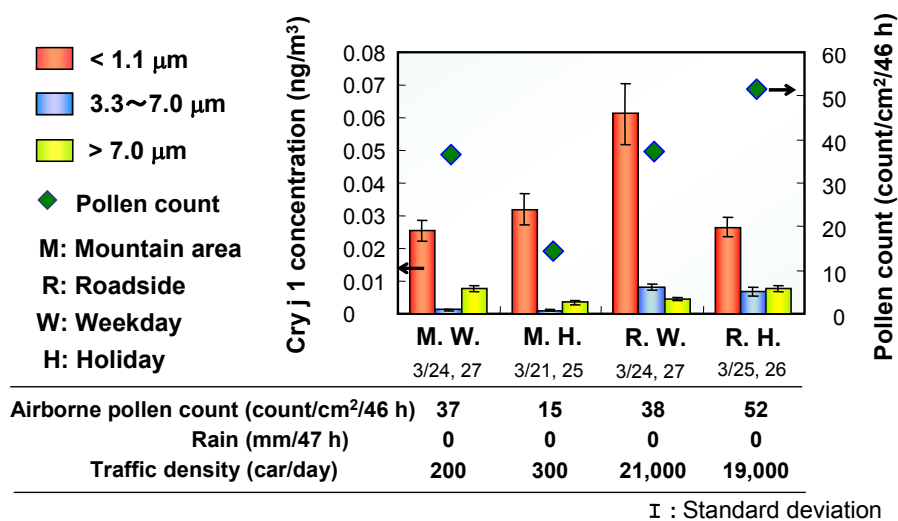 < 1.1 μm
3.3～7.0 μm
> 7.0 μm
Pollen count
M: Mountain area
R: Roadside
W: Weekday
H: Holiday
Cry j 1 concentration (ng/m³)
0.08
0.07
0.06
0.05
0.04
0.03
0.02
0.01
0
60
50
40
30
20
10
0
Pollen count (count/cm²/46 h)
M. W. M. H. R. W. R. H.
3/24, 27 3/21, 25 3/24, 27 3/25, 26
Airborne pollen count (count/cm²/46 h) 37 15 38 52
Rain (mm/47 h) 0 0 0 0
Traffic density (car/day) 200 300 21,000 19,000
I : Standard deviation